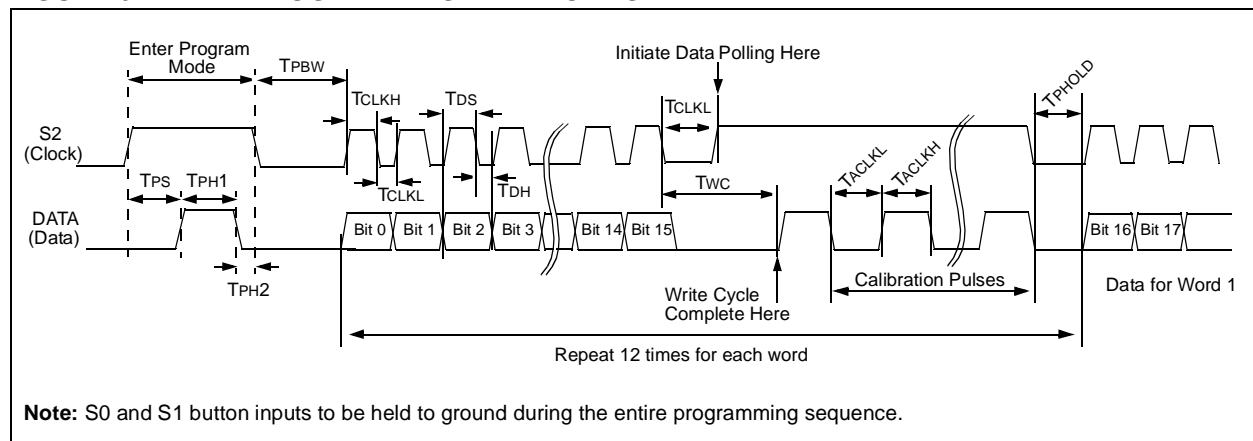 Enter Program
Mode
TPBW
Initiate Data Polling Here
TPHOLD
TCLKH
TDS
TCLKL
S2
(Clock)
TPS
TPH1
TCLKL
TDH
TWC
TACLKL
TACLKH
DATA
(Data)
Bit 0
Bit 1
Bit 2
Bit 3
Bit 14
Bit 15
Bit 16
Bit 17
TPH2
Write Cycle
Complete Here
Calibration Pulses
Data for Word 1
Repeat 12 times for each word
Note: S0 and S1 button inputs to be held to ground during the entire programming sequence.